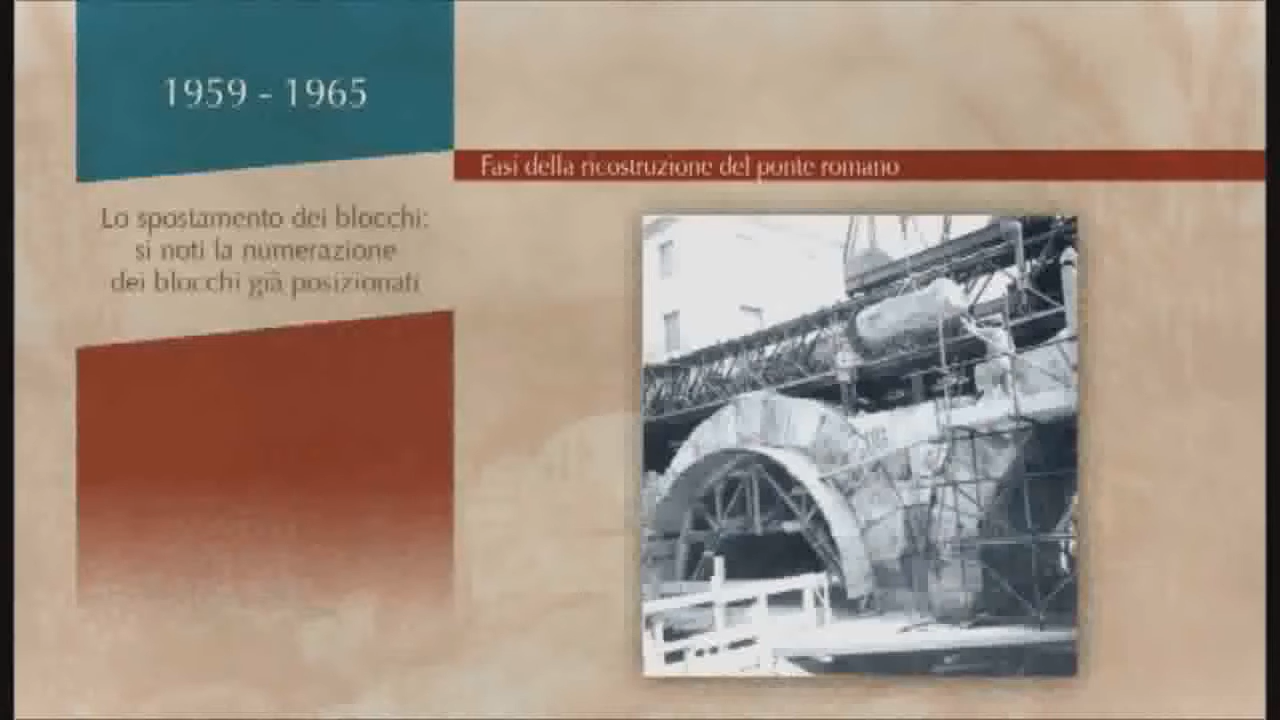 1959 - 1965
Fasi della ricostruzione del ponte romano
Lo spostamento dei blocchi:
si noti la numerazione
dei blocchi già posizionati